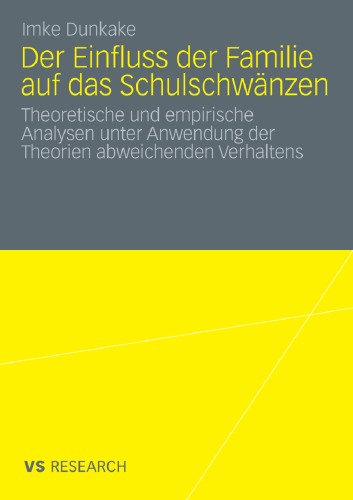 Imke Dunkake
Der Einfluss der Familie
auf das Schulschwänzen
Theoretische und empirische
Analysen unter Anwendung der
Theorien abweichenden Verhaltens
VS RESEARCH